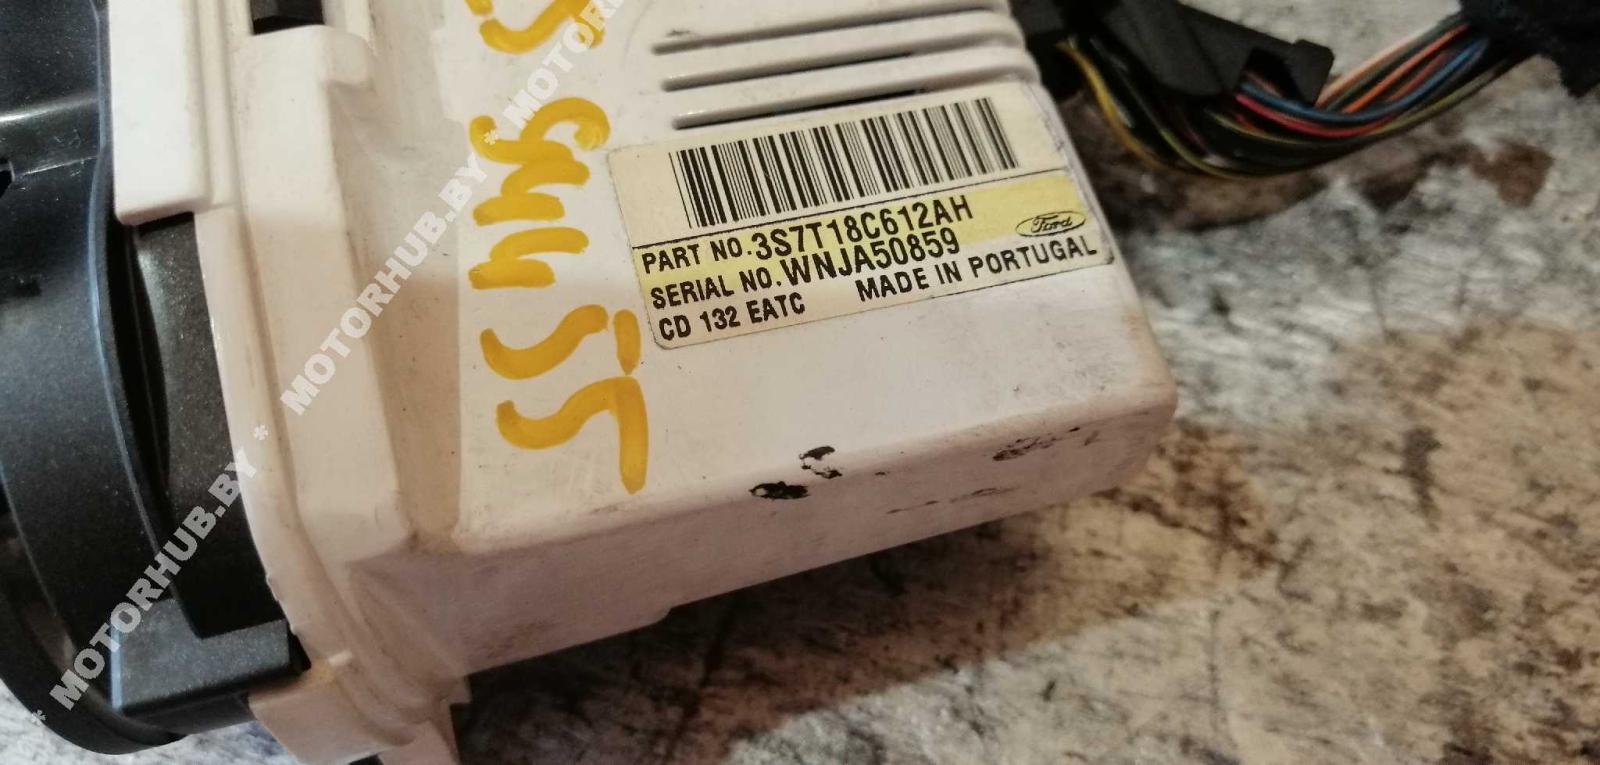 PART NO. 3S7T18C612AH
Ford
SERIAL NO. WNJA50859
CD 132 EATC MADE IN PORTUGAL
MOTORHUB.BY * MOTORHUB.BY * MOTOR
* MOTORHUB.BY *